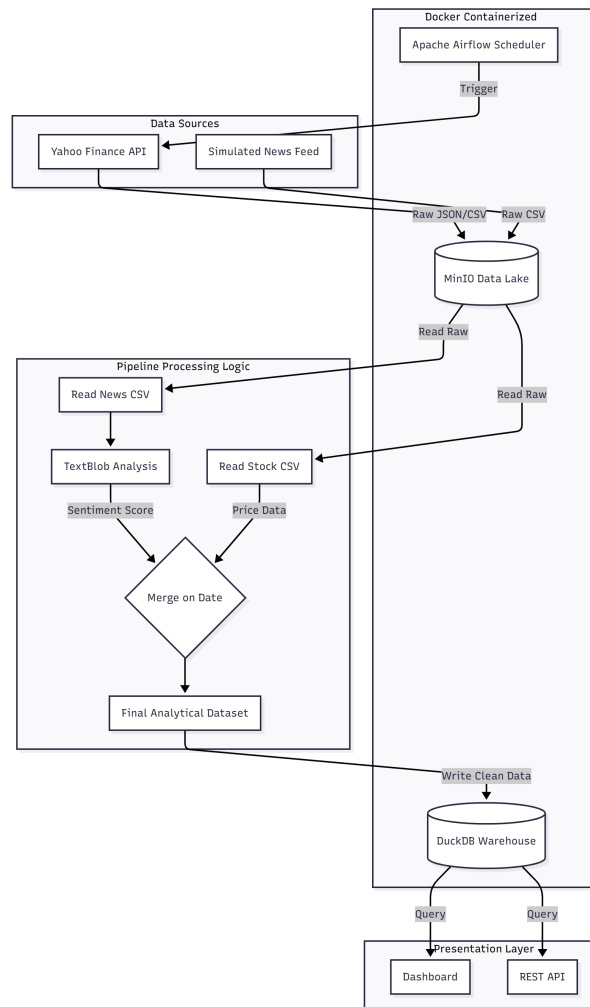 Docker Containerized
Apache Airflow Scheduler
Trigger
Data Sources
Yahoo Finance API
Simulated News Feed
Raw JSON/CSV
Raw CSV
MinIO Data Lake
Read Raw
Pipeline Processing Logic
Read News CSV
Read Raw
TextBlob Analysis
Read Stock CSV
Sentiment Score
Price Data
Merge on Date
Final Analytical Dataset
Write Clean Data
DuckDB Warehouse
Query
Query
Presentation Layer
Dashboard
REST API